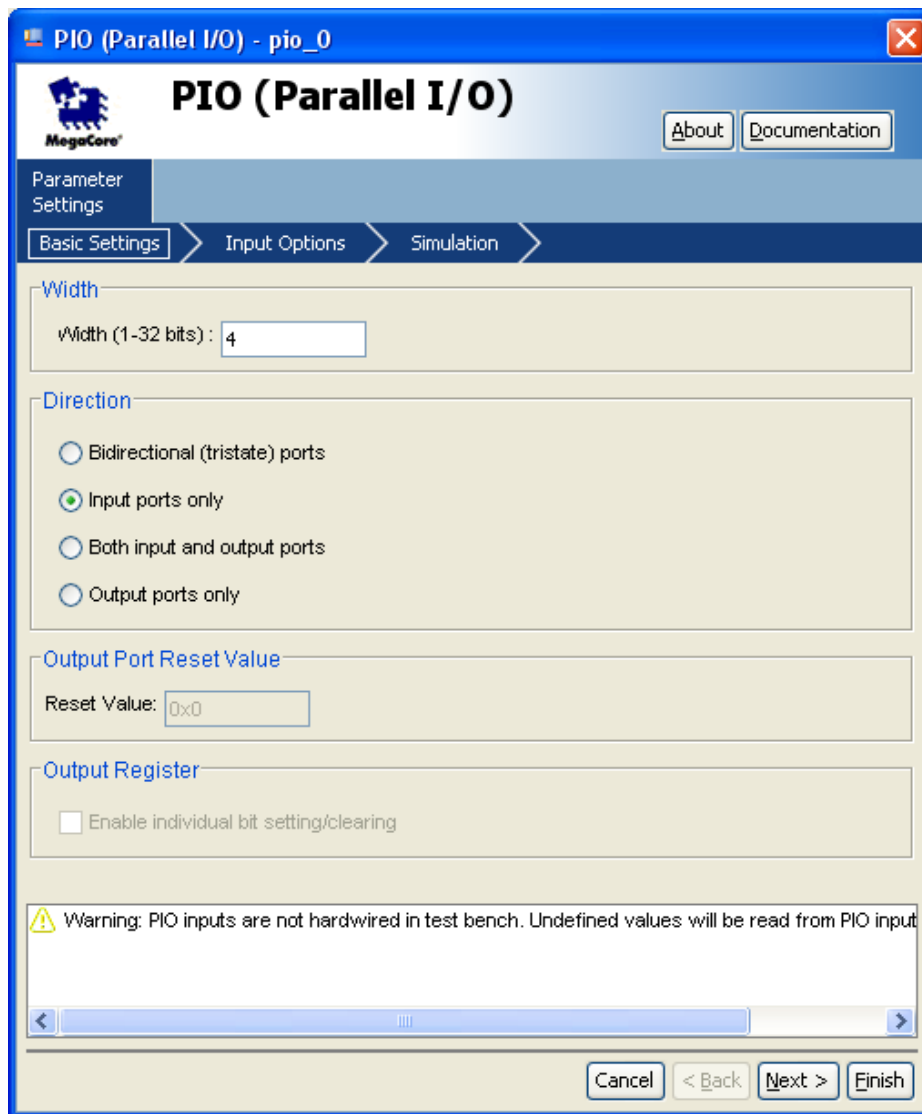 PIO (Parallel I/O) - pio_0
MegaCore®
PIO (Parallel I/O)
About
Documentation
Parameter
Settings
Basic Settings
Input Options
Simulation
Width
Width (1-32 bits) : 4
Direction
Bidirectional (tristate) ports
Input ports only
Both input and output ports
Output ports only
Output Port Reset Value
Reset Value: 0x0
Output Register
Enable individual bit setting/clearing
Warning: PIO inputs are not hardwired in test bench. Undefined values will be read from PIO input
Cancel
< Back
Next >
Finish